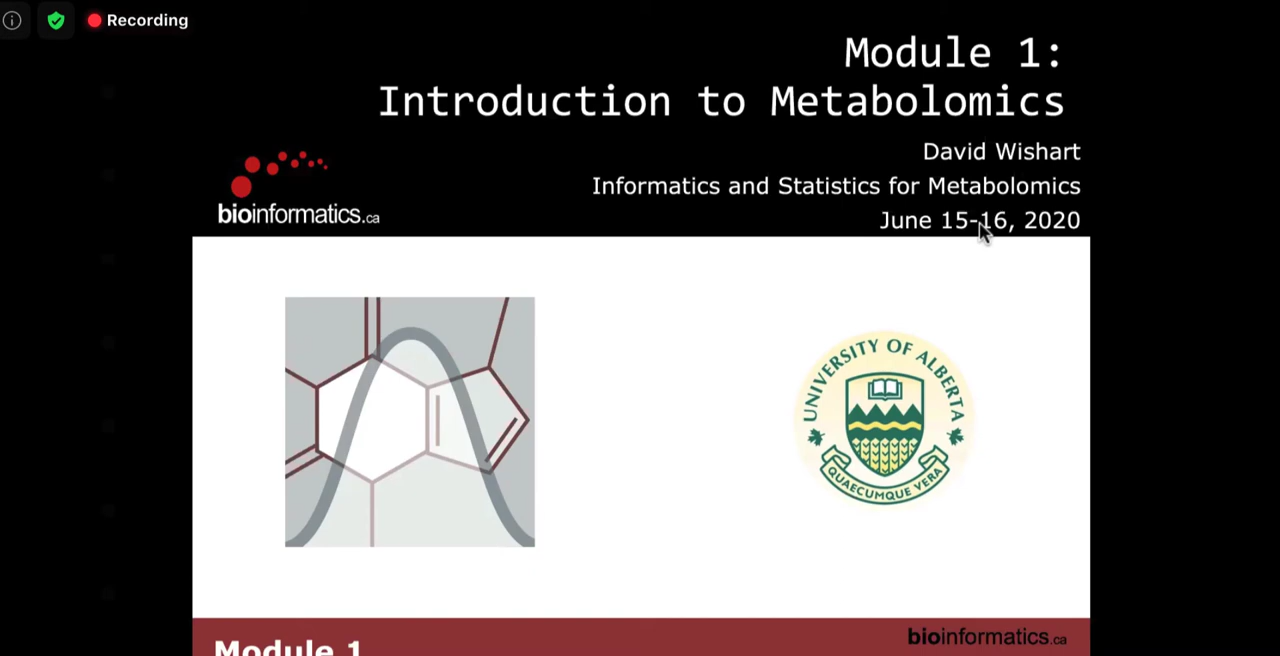 Recording
Module 1:
Introduction to Metabolomics
David Wishart
Informatics and Statistics for Metabolomics
June 15-16, 2020
bioinformatics.ca
UNIVERSITY OF ALBERTA
QUAECUMQUE VERA
Module 1
bioinformatics.ca